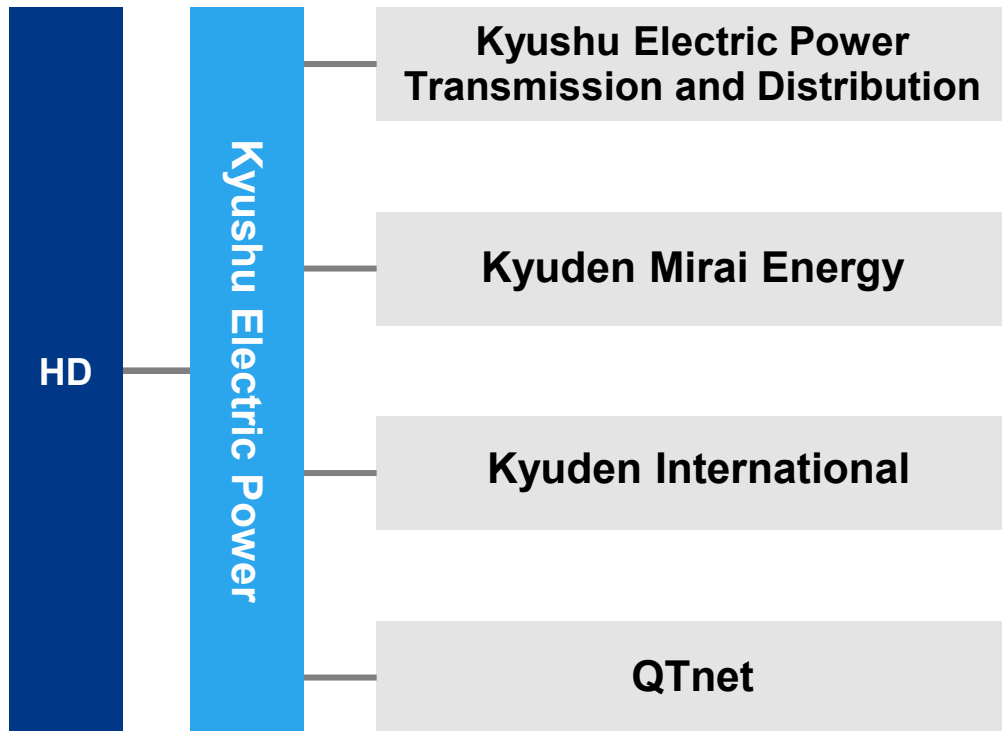 HD
Kyushu Electric Power
Kyushu Electric Power
Transmission and Distribution
Kyuden Mirai Energy
Kyuden International
QTnet